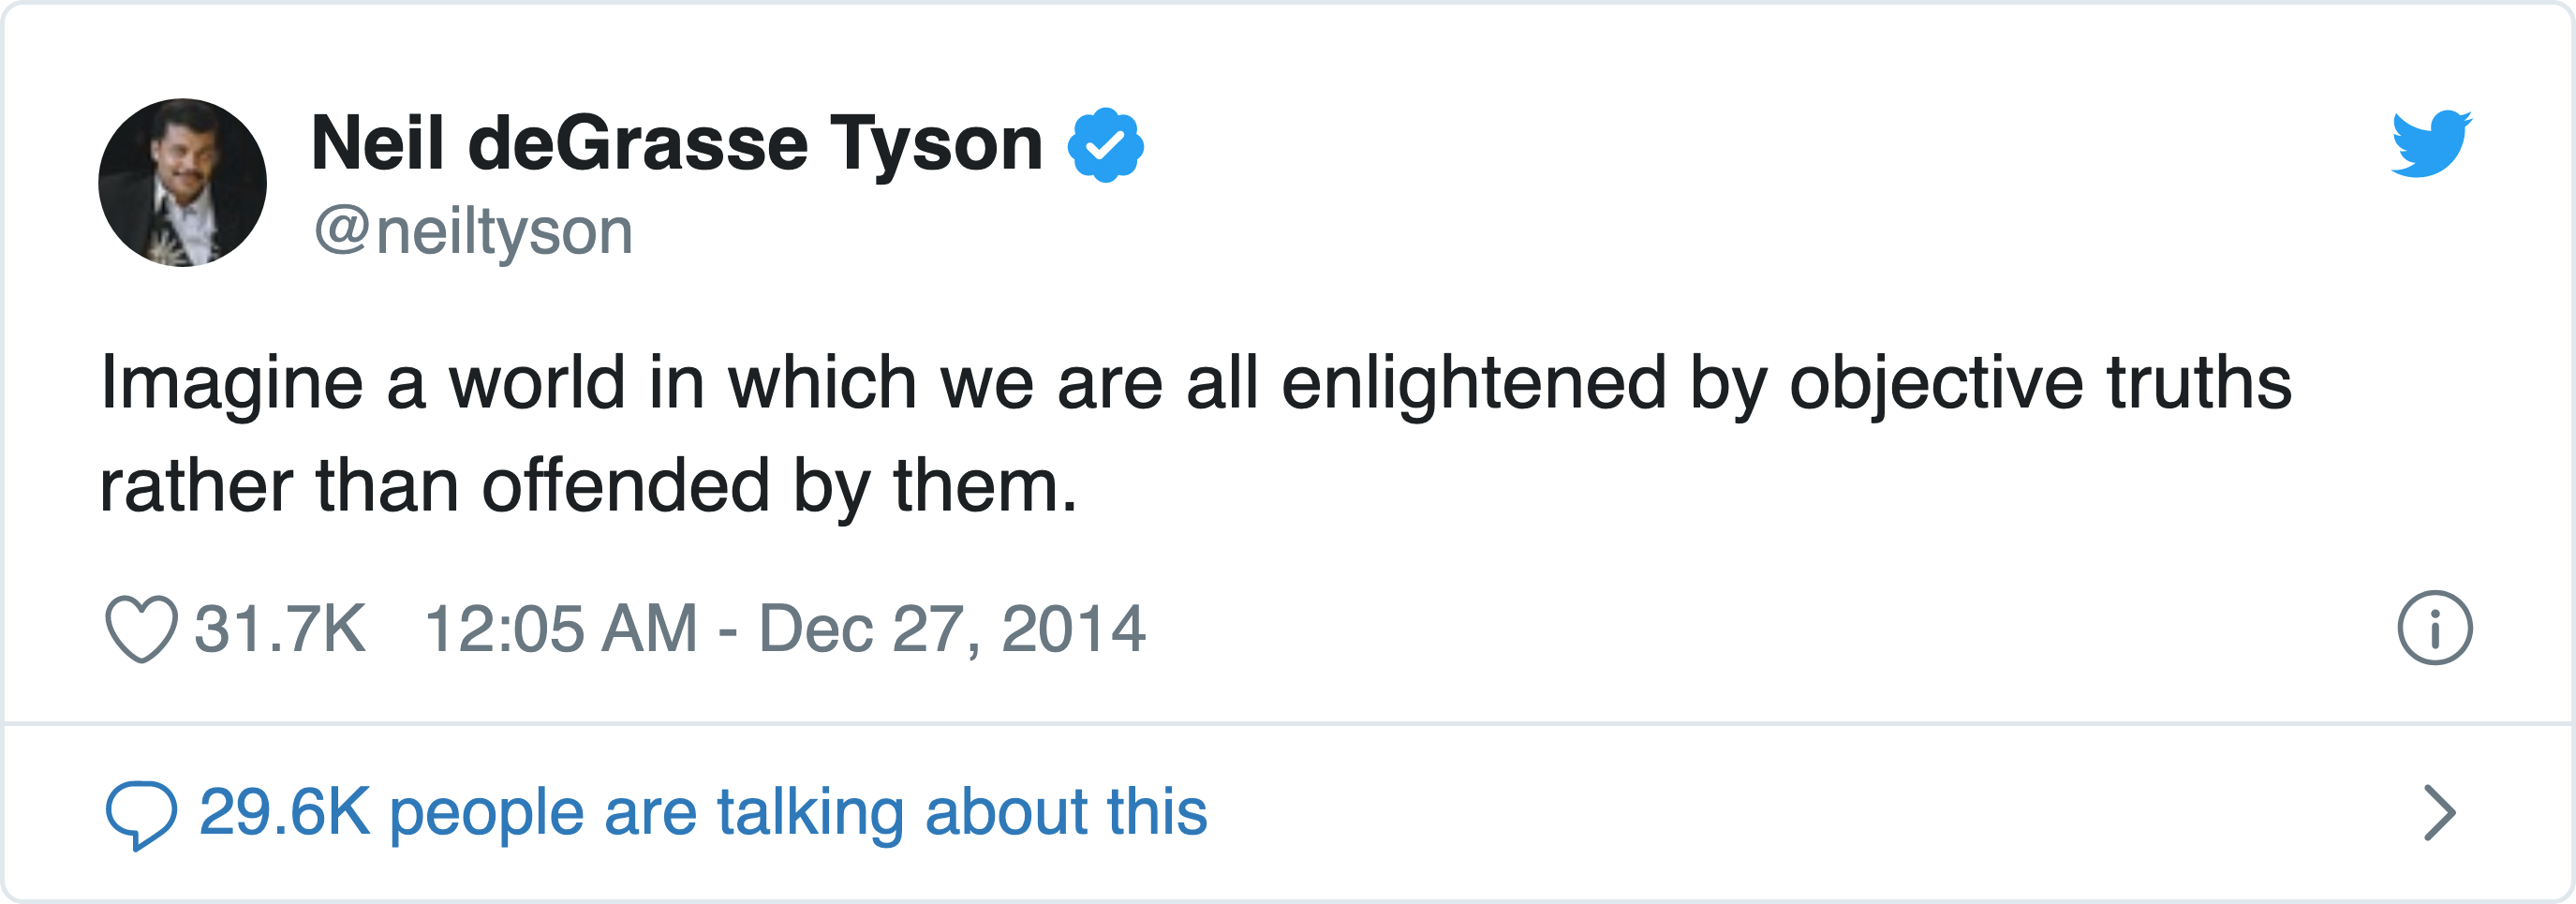 Neil deGrasse Tyson
@neiltyson
Imagine a world in which we are all enlightened by objective truths
rather than offended by them.
31.7K 12:05 AM - Dec 27, 2014
29.6K people are talking about this